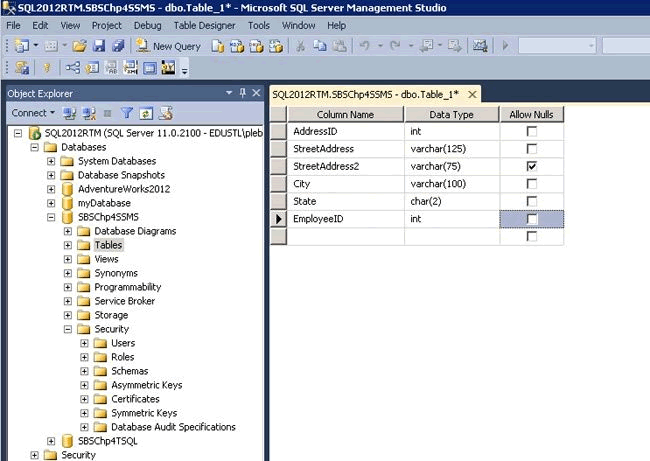 SQL2012RTM.SBSChp4SSMS - dbo.Table_1* - Microsoft SQL Server Management Studio
File Edit View Project Debug Table Designer Tools Window Help
New Query
Object Explorer
Connect
SQL2012RTM (SQL Server 11.0.2100 - EDUSTL\pleb
Databases
System Databases
Database Snapshots
AdventureWorks2012
myDatabase
SBSChp4SSMS
Database Diagrams
Tables
Views
Synonyms
Programmability
Service Broker
Storage
Security
Users
Roles
Schemas
Asymmetric Keys
Certificates
Symmetric Keys
Database Audit Specifications
SBSChp4TSQL
Security
SQL2012RTM.SBSChp4SSMS - dbo.Table_1*
Column Name Data Type Allow Nulls
AddressID int
StreetAddress varchar(125)
StreetAddress2 varchar(75)
City varchar(100)
State char(2)
EmployeeID int